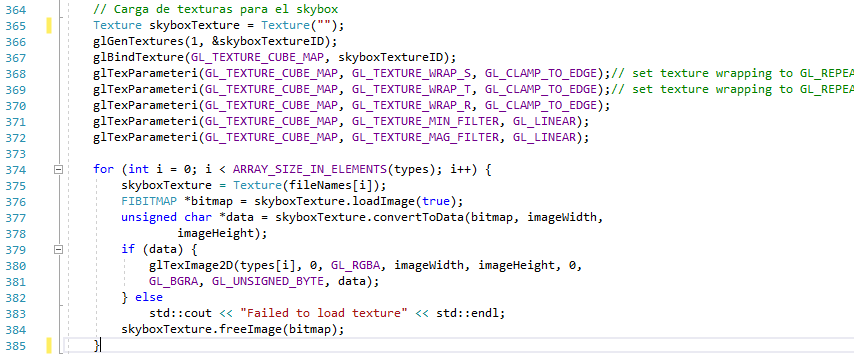 364 // Carga de texturas para el skybox
365 Texture skyboxTexture = Texture("");
366 glGenTextures(1, &skyboxTextureID);
367 glBindTexture(GL_TEXTURE_CUBE_MAP, skyboxTextureID);
368 glTexParameteri(GL_TEXTURE_CUBE_MAP, GL_TEXTURE_WRAP_S, GL_CLAMP_TO_EDGE);// set texture wrapping to GL_REPEA
369 glTexParameteri(GL_TEXTURE_CUBE_MAP, GL_TEXTURE_WRAP_T, GL_CLAMP_TO_EDGE);// set texture wrapping to GL_REPEA
370 glTexParameteri(GL_TEXTURE_CUBE_MAP, GL_TEXTURE_WRAP_R, GL_CLAMP_TO_EDGE);
371 glTexParameteri(GL_TEXTURE_CUBE_MAP, GL_TEXTURE_MIN_FILTER, GL_LINEAR);
372 glTexParameteri(GL_TEXTURE_CUBE_MAP, GL_TEXTURE_MAG_FILTER, GL_LINEAR);
373
374 for (int i = 0; i < ARRAY_SIZE_IN_ELEMENTS(types); i++) {
375 skyboxTexture = Texture(fileNames[i]);
376 FIBITMAP *bitmap = skyboxTexture.loadImage(true);
377 unsigned char *data = skyboxTexture.convertToData(bitmap, imageWidth,
378 imageHeight);
379 if (data) {
380 glTexImage2D(types[i], 0, GL_RGBA, imageWidth, imageHeight, 0,
381 GL_BGRA, GL_UNSIGNED_BYTE, data);
382 } else
383 std::cout << "Failed to load texture" << std::endl;
384 skyboxTexture.freeImage(bitmap);
385 }